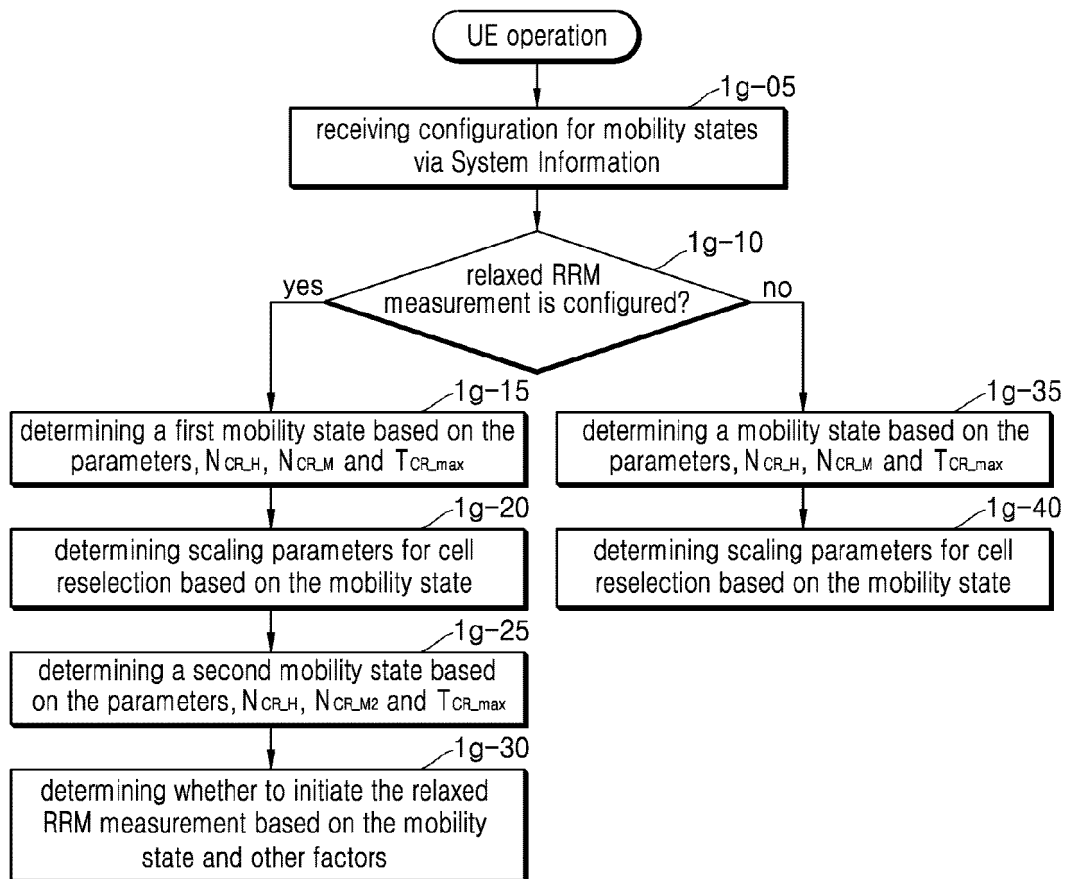 UE operation
1g-05
receiving configuration for mobility states
via System Information
1g-10
relaxed RRM
measurement is configured?
yes
no
1g-15
determining a first mobility state based on the
parameters, NCR_H, NCR_M and TCR_max
1g-20
determining scaling parameters for cell
reselection based on the mobility state
1g-25
determining a second mobility state based
on the parameters, NCR_H, NCR_M2 and TCR_max
1g-30
determining whether to initiate the relaxed
RRM measurement based on the mobility
state and other factors
1g-35
determining a mobility state based on the
parameters, NCR_H, NCR_M and TCR_max
1g-40
determining scaling parameters for cell
reselection based on the mobility state